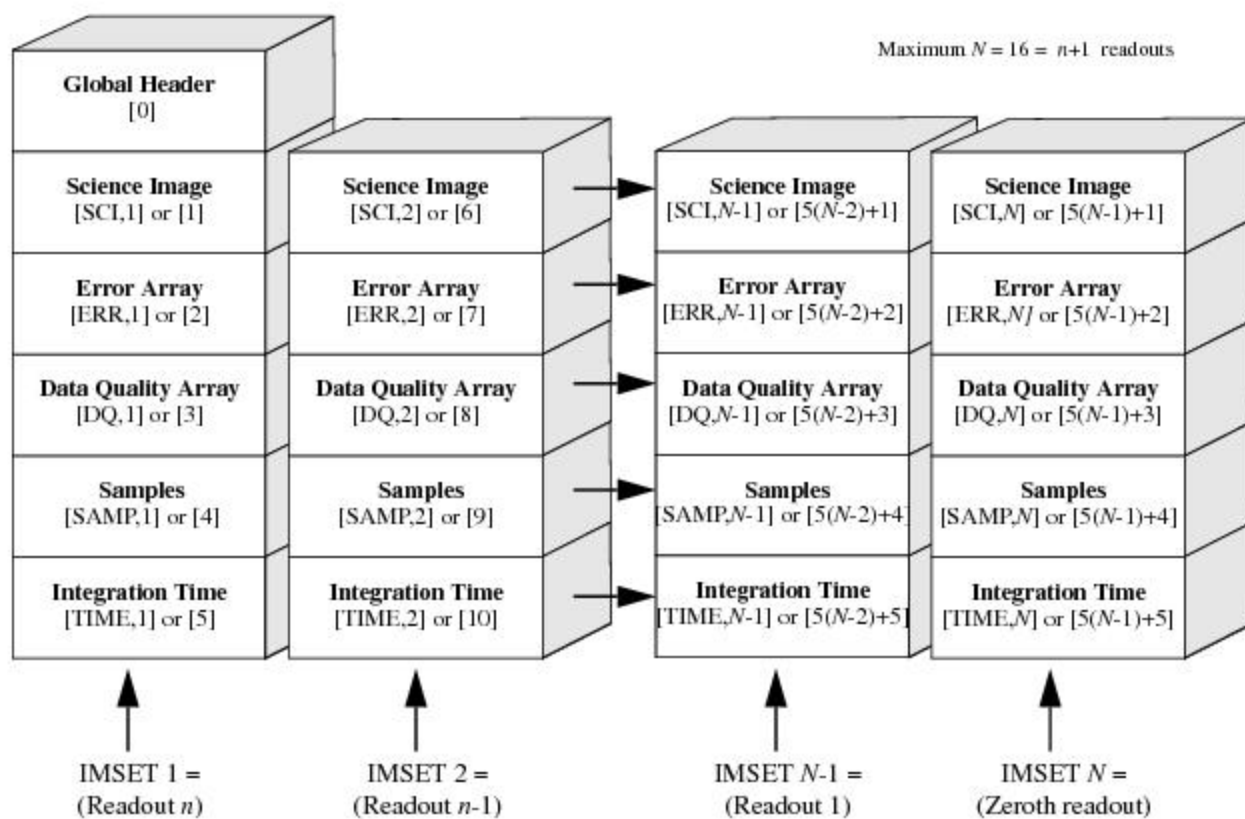 Maximum N = 16 = n+1 readouts
Global Header
[0]
Science Image
[SCI,1] or [1]
Error Array
[ERR,1] or [2]
Data Quality Array
[DQ,1] or [3]
Samples
[SAMP,1] or [4]
Integration Time
[TIME,1] or [5]
IMSET 1 =
(Readout n)
Science Image
[SCI,2] or [6]
Error Array
[ERR,2] or [7]
Data Quality Array
[DQ,2] or [8]
Samples
[SAMP,2] or [9]
Integration Time
[TIME,2] or [10]
IMSET 2 =
(Readout n-1)
Science Image
[SCI,N-1] or [5(N-2)+1]
Error Array
[ERR,N-1] or [5(N-2)+2]
Data Quality Array
[DQ,N-1] or [5(N-2)+3]
Samples
[SAMP,N-1] or [5(N-2)+4]
Integration Time
[TIME,N-1] or [5(N-2)+5]
IMSET N-1 =
(Readout 1)
Science Image
[SCI,N] or [5(N-1)+1]
Error Array
[ERR,N] or [5(N-1)+2]
Data Quality Array
[DQ,N] or [5(N-1)+3]
Samples
[SAMP,N] or [5(N-1)+4]
Integration Time
[TIME,N] or [5(N-1)+5]
IMSET N =
(Zeroth readout)